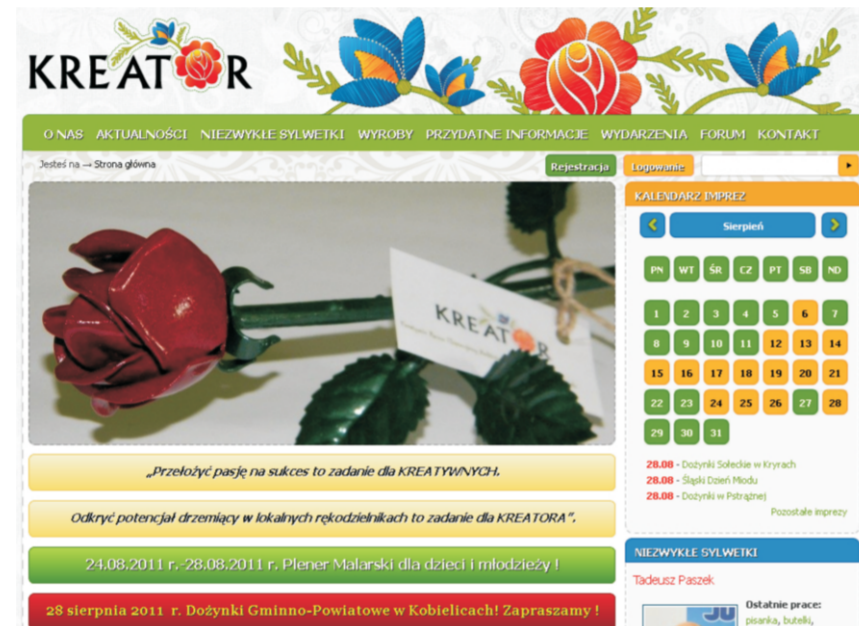 KREATOR
O NAS AKTUALNOŚCI NIEZWYKŁE SYLWETKI WYROBY PRZYDATNE INFORMACJE WYDARZENIA FORUM KONTAKT
Jesteś na → Strona główna
Rejestracja Logowanie
KREATOR
„Przełożyć pasję na sukces to zadanie dla KREATYWNYCH.
Odkryć potencjał drzemiący w lokalnych rękodzielnikach to zadanie dla KREATORA”.
24.08.2011 r.-28.08.2011 r. Plener Malarski dla dzieci i młodzieży !
28 sierpnia 2011 r. Dożynki Gminno-Powiatowe w Kobielicach! Zapraszamy !
KALENDARZ IMPREZ
Sierpień
PN WT ŚR CZ PT SB ND
1 2 3 4 5 6 7
8 9 10 11 12 13 14
15 16 17 18 19 20 21
22 23 24 25 26 27 28
29 30 31
28.08 - Dożynki Sołeckie w Kryrach
28.08 - Śląski Dzień Miodu
28.08 - Dożynki w Pstrążnej
Pozostałe imprezy
NIEZWYKŁE SYLWETKI
Tadeusz Paszek
Ostatnie prace:
pisanka, butelki,